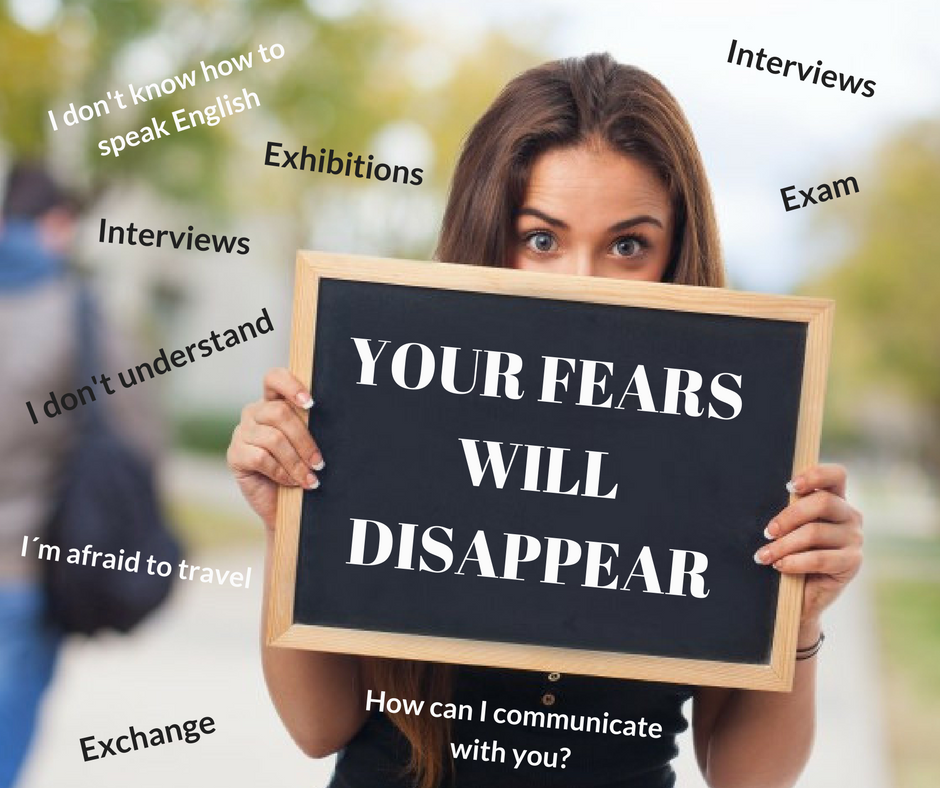 Interviews
I don't know how to
speak English
Exhibitions
Exam
Interviews
I don't understand
YOUR FEARS
WILL
DISAPPEAR
I´m afraid to travel
How can I communicate
with you?
Exchange